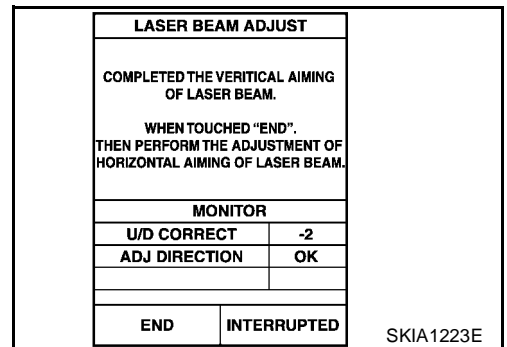 LASER BEAM ADJUST
COMPLETED THE VERITICAL AIMING
OF LASER BEAM.
WHEN TOUCHED “END”.
THEN PERFORM THE ADJUSTMENT OF
HORIZONTAL AIMING OF LASER BEAM.
MONITOR
U/D CORRECT -2
ADJ DIRECTION OK
END INTERRUPTED
SKIA1223E